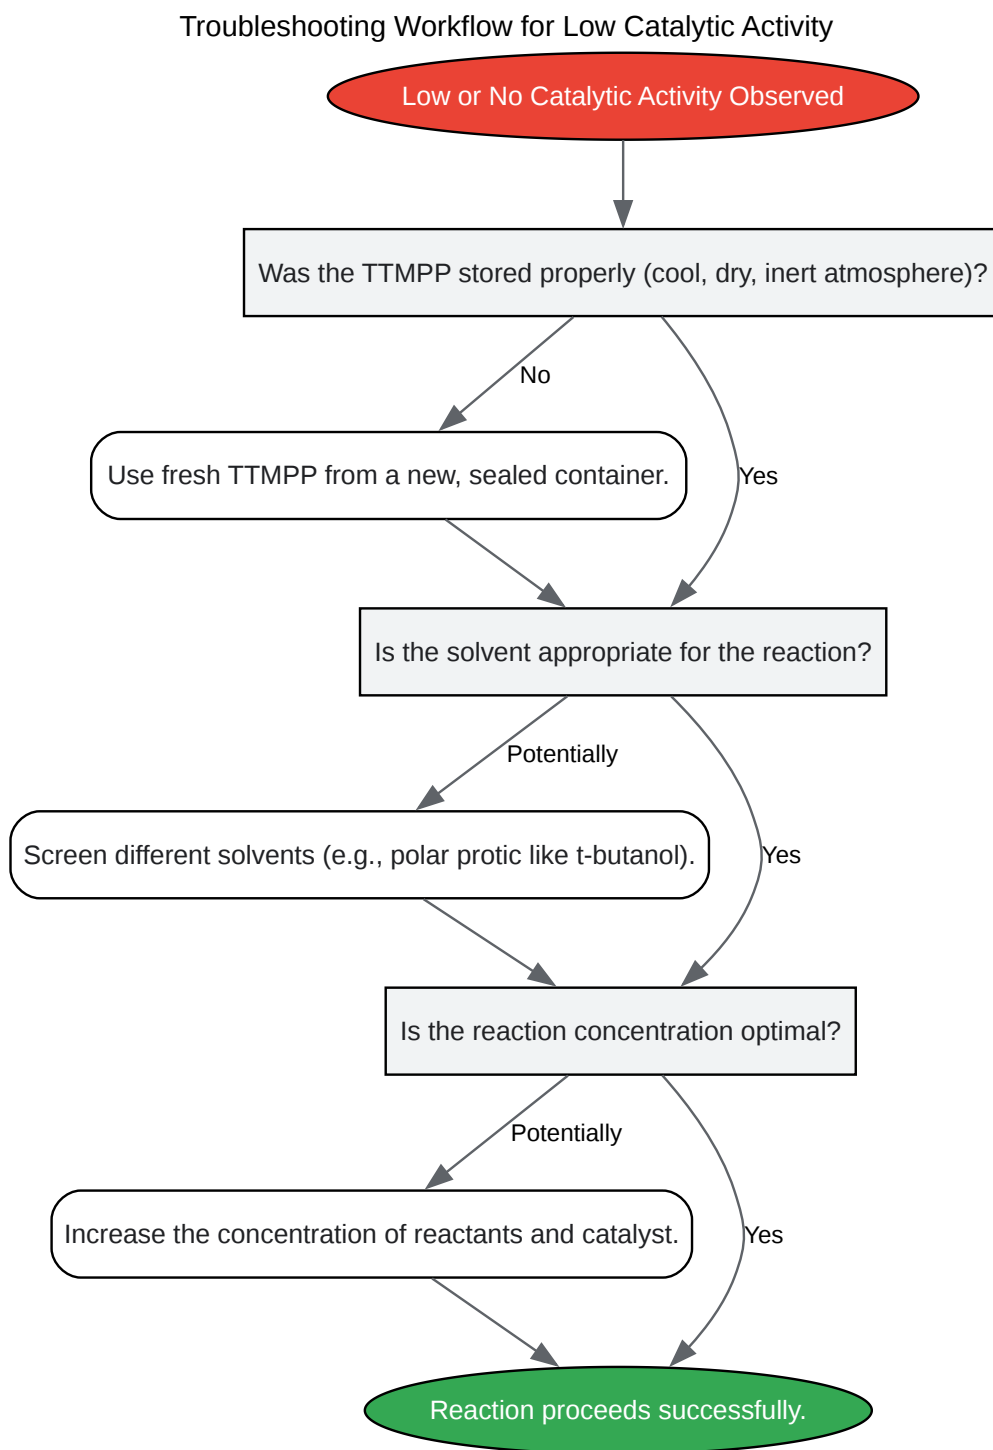 Troubleshooting Workflow for Low Catalytic Activity
Low or No Catalytic Activity Observed
Was the TTMPP stored properly (cool, dry, inert atmosphere)?
No
Use fresh TTMPP from a new, sealed container.
Yes
Is the solvent appropriate for the reaction?
Potentially
Screen different solvents (e.g., polar protic like t-butanol).
Yes
Is the reaction concentration optimal?
Potentially
Increase the concentration of reactants and catalyst.
Yes
Reaction proceeds successfully.